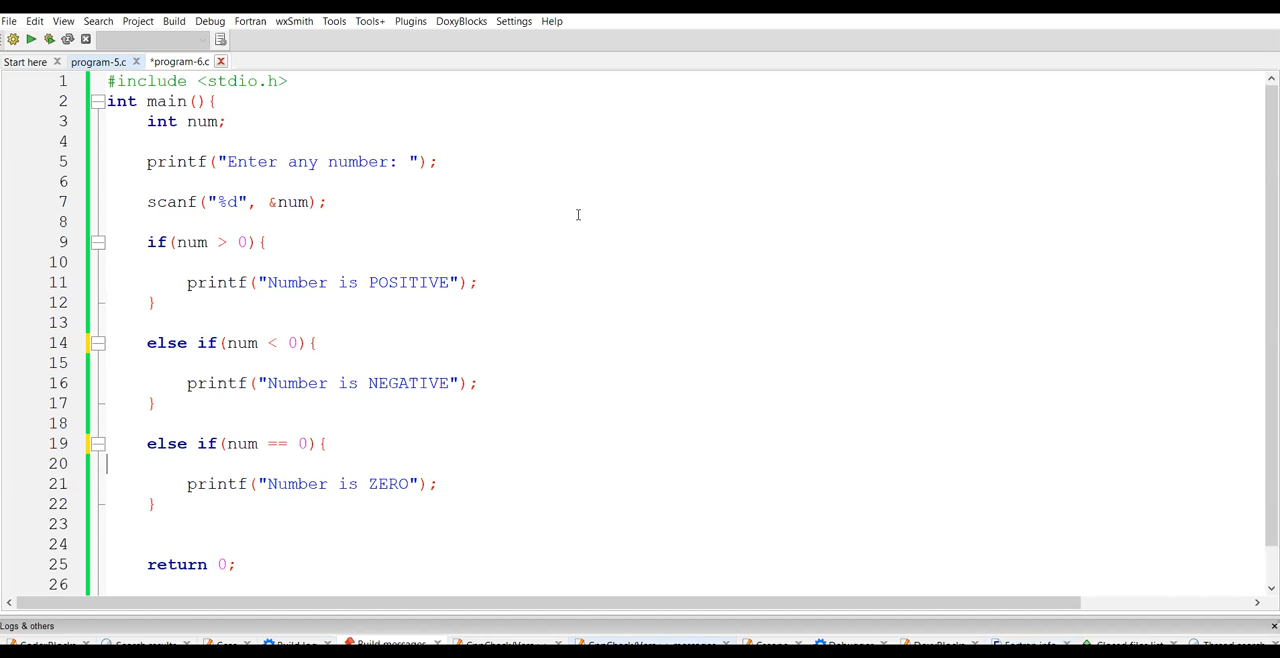 File Edit View Search Project Build Debug Fortran wxSmith Tools Tools+ Plugins DoxyBlocks Settings Help
Start here program-5.c *program-6.c
1 #include <stdio.h>
2 int main(){
3 int num;
4
5 printf("Enter any number: ");
6
7 scanf("%d", &num);
8
9 if(num > 0){
10
11 printf("Number is POSITIVE");
12 }
13
14 else if(num < 0){
15
16 printf("Number is NEGATIVE");
17 }
18
19 else if(num == 0){
20
21 printf("Number is ZERO");
22 }
23
24
25 return 0;
26
Logs & others